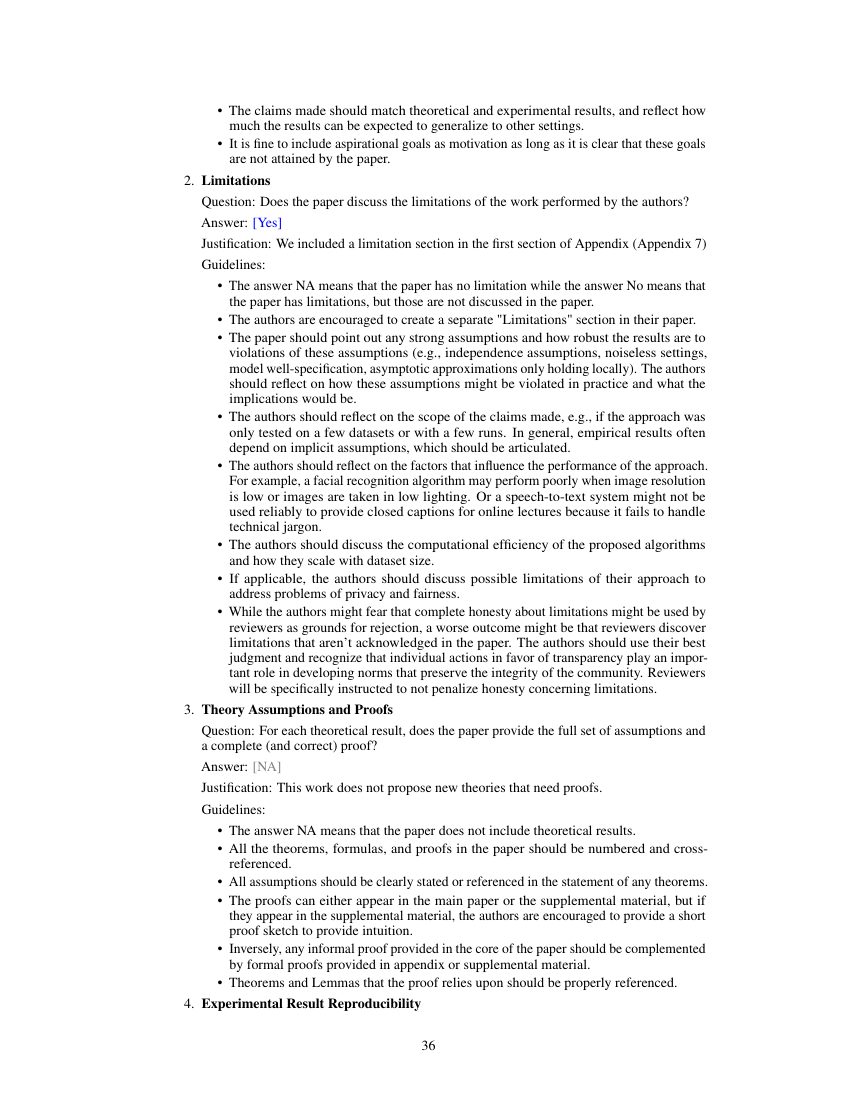 • The claims made should match theoretical and experimental results, and reflect how
much the results can be expected to generalize to other settings.
• It is fine to include aspirational goals as motivation as long as it is clear that these goals
are not attained by the paper.
2. Limitations
Question: Does the paper discuss the limitations of the work performed by the authors?
Answer: [Yes]
Justification: We included a limitation section in the first section of Appendix (Appendix 7)
Guidelines:
• The answer NA means that the paper has no limitation while the answer No means that
the paper has limitations, but those are not discussed in the paper.
• The authors are encouraged to create a separate "Limitations" section in their paper.
• The paper should point out any strong assumptions and how robust the results are to
violations of these assumptions (e.g., independence assumptions, noiseless settings,
model well-specification, asymptotic approximations only holding locally). The authors
should reflect on how these assumptions might be violated in practice and what the
implications would be.
• The authors should reflect on the scope of the claims made, e.g., if the approach was
only tested on a few datasets or with a few runs. In general, empirical results often
depend on implicit assumptions, which should be articulated.
• The authors should reflect on the factors that influence the performance of the approach.
For example, a facial recognition algorithm may perform poorly when image resolution
is low or images are taken in low lighting. Or a speech-to-text system might not be
used reliably to provide closed captions for online lectures because it fails to handle
technical jargon.
• The authors should discuss the computational efficiency of the proposed algorithms
and how they scale with dataset size.
• If applicable, the authors should discuss possible limitations of their approach to
address problems of privacy and fairness.
• While the authors might fear that complete honesty about limitations might be used by
reviewers as grounds for rejection, a worse outcome might be that reviewers discover
limitations that aren't acknowledged in the paper. The authors should use their best
judgment and recognize that individual actions in favor of transparency play an impor-
tant role in developing norms that preserve the integrity of the community. Reviewers
will be specifically instructed to not penalize honesty concerning limitations.
3. Theory Assumptions and Proofs
Question: For each theoretical result, does the paper provide the full set of assumptions and
a complete (and correct) proof?
Answer: [NA]
Justification: This work does not propose new theories that need proofs.
Guidelines:
• The answer NA means that the paper does not include theoretical results.
• All the theorems, formulas, and proofs in the paper should be numbered and cross-
referenced.
• All assumptions should be clearly stated or referenced in the statement of any theorems.
• The proofs can either appear in the main paper or the supplemental material, but if
they appear in the supplemental material, the authors are encouraged to provide a short
proof sketch to provide intuition.
• Inversely, any informal proof provided in the core of the paper should be complemented
by formal proofs provided in appendix or supplemental material.
• Theorems and Lemmas that the proof relies upon should be properly referenced.
4. Experimental Result Reproducibility
36